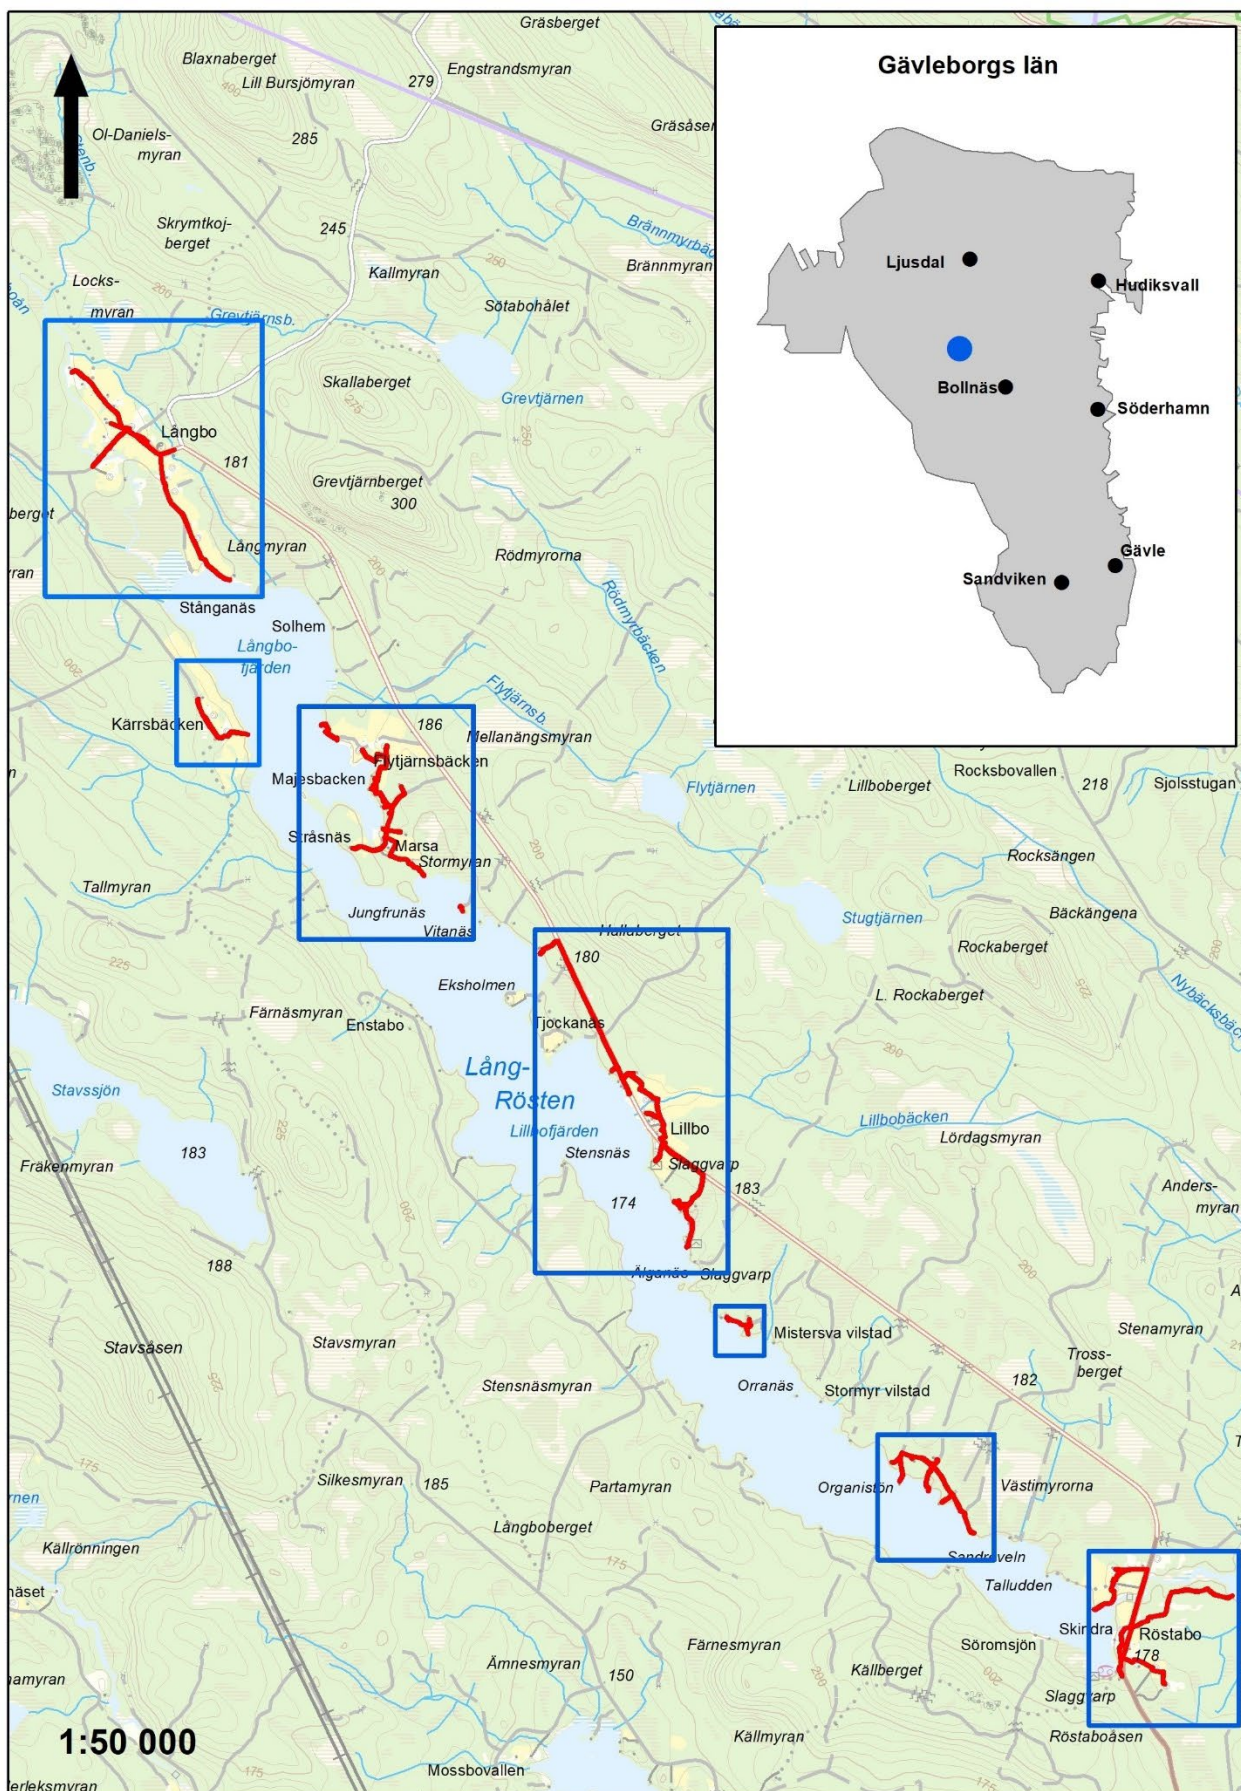 Gräsberget
Blaxnaberget
Lill Bursjömyran
279
Engstrandsmyran
Gävleborgs län
Ol-Daniels-
myran
285
Stenb.
Skrymtkoj-
berget
245
Brännmyran
Kallmyran
Locks-
myran
Grevtjärnsb.
Sötabohålet
Ljusdal
Hudiksvall
Skallaberget
Grevtjärnen
Bollnäs
Söderhamn
Långbo
181
Grevtjärnberget
300
Långmyran
Rödmyrorna
Rödmyrbäcken
Gävle
Sandviken
Stånganäs
Solhem
Långbo-
fjärden
Flytjärnsb.
Kärrsbäcken
186
Mellanängsmyran
Flytjärnsbäcken
Majesbacken
Flytjärnen
Rocksbovallen
Lillboberget
218
Sjolsstugan
Stråsnäs
Marsa
Stormyran
Rocksängen
Tallmyran
Jungfrunäs
Vitanäs
Stugtjärnen
Bäckängena
Rockaberget
180
Eksholmen
L. Rockaberget
Färnäsmyran
Enstabo
Tjockanäs
Stavssjön
Lång-
Rösten
Lillbofjärden
Lillbo
Lillbobäcken
Lördagsmyran
Fräkenmyran
183
Stensnäs
Slaggvarp
183
Anders-
myran
174
188
Älganäs
Slaggvarp
Stavsåsen
Stavsmyran
Mistersva vilstad
Stenamyran
Tross-
berget
Stensnäsmyran
Orranäs
Stormyr vilstad
182
Silkesmyran
185
Partamyran
Organistön
Västimyrorna
Långboberget
Källrönningen
Sandreveln
Talludden
Skindra
Röstabo
178
Färnesmyran
Söromsjön
Ämnesmyran
150
Källberget
Slaggvarp
Källmyran
Röstaboåsen
1:50 000
Mossbovallen